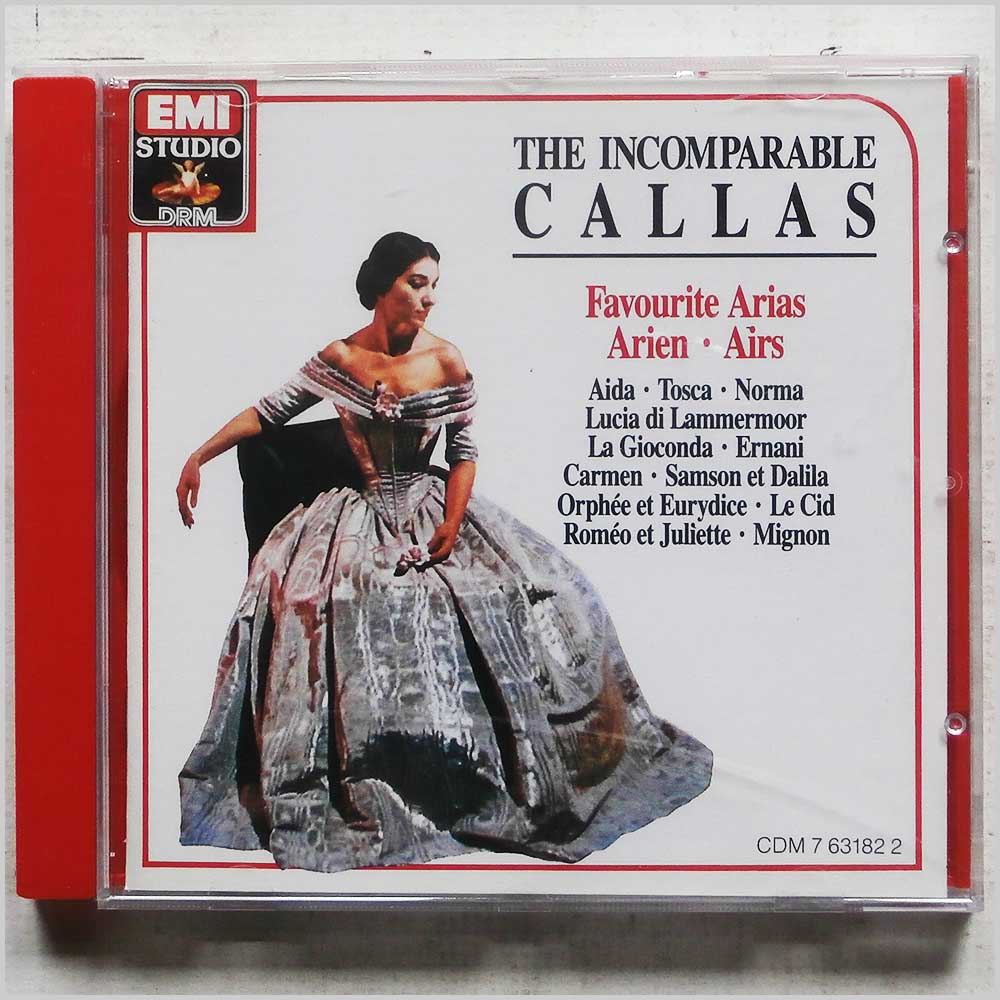 EMI
STUDIO
DRM
THE INCOMPARABLE
CALLAS
Favourite Arias
Arien · Airs
Aida · Tosca · Norma
Lucia di Lammermoor
La Gioconda · Ernani
Carmen · Samson et Dalila
Orphée et Eurydice · Le Cid
Roméo et Juliette · Mignon
CDM 7 63182 2